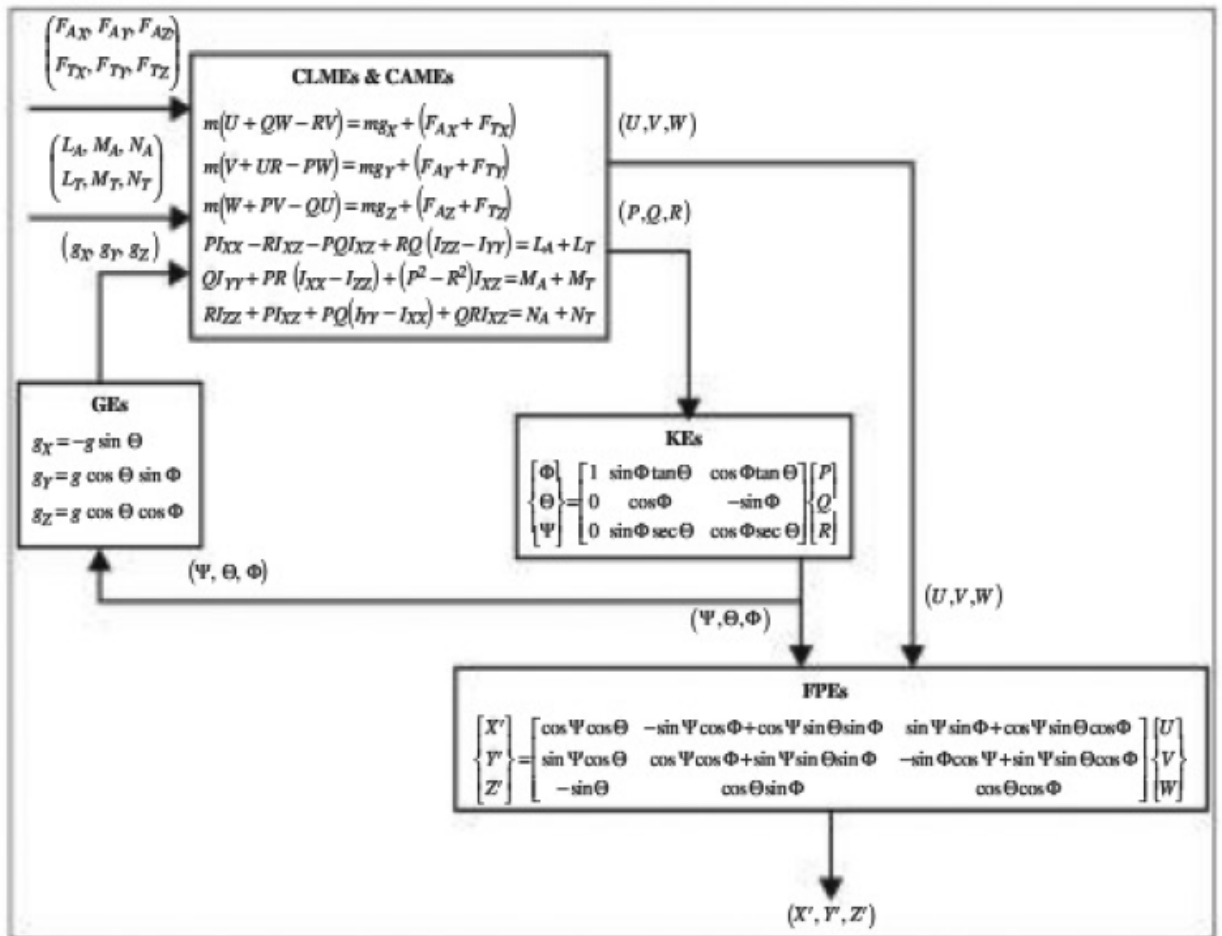 (F_AX, F_AY, F_AZ,
F_TX, F_TY, F_TZ)
CLMEs & CAMEs
m(U + QW − RV) = mg_X + (F_AX + F_TX)
(U,V,W)
(L_A, M_A, N_A
L_T, M_T, N_T)
m(V + UR − PW) = mg_Y + (F_AY + F_TY)
m(W + PV − QU) = mg_Z + (F_AZ + F_TZ)
(P,Q,R)
(g_X, g_Y, g_Z)
PI_XX − RI_XZ − PQI_XZ + RQ (I_ZZ − I_YY) = L_A + L_T
QI_YY + PR (I_XX − I_ZZ) + (P² − R²)I_XZ = M_A + M_T
RI_ZZ + PI_XZ + PQ(I_YY − I_XX) + QRI_XZ = N_A + N_T
GEs
g_X = −g sin Θ
g_Y = g cos Θ sin Φ
g_Z = g cos Θ cos Φ
KEs
{Φ} = [1 sinΦtanΘ cosΦtanΘ] {P}
{Θ} = [0 cosΦ −sinΦ] {Q}
{Ψ} = [0 sinΦsecΘ cosΦsecΘ] {R}
(Ψ, Θ, Φ)
(Ψ,Θ,Φ)
(U,V,W)
FPEs
{X'} = [cosΨcosΘ −sinΨcosΦ+cosΨsinΘsinΦ sinΨsinΦ+cosΨsinΘcosΦ] {U}
{Y'} = [sinΨcosΘ cosΨcosΦ+sinΨsinΘsinΦ −sinΦcosΨ+sinΨsinΘcosΦ] {V}
{Z'} = [−sinΘ cosΘsinΦ cosΘcosΦ] {W}
(X', Y', Z')